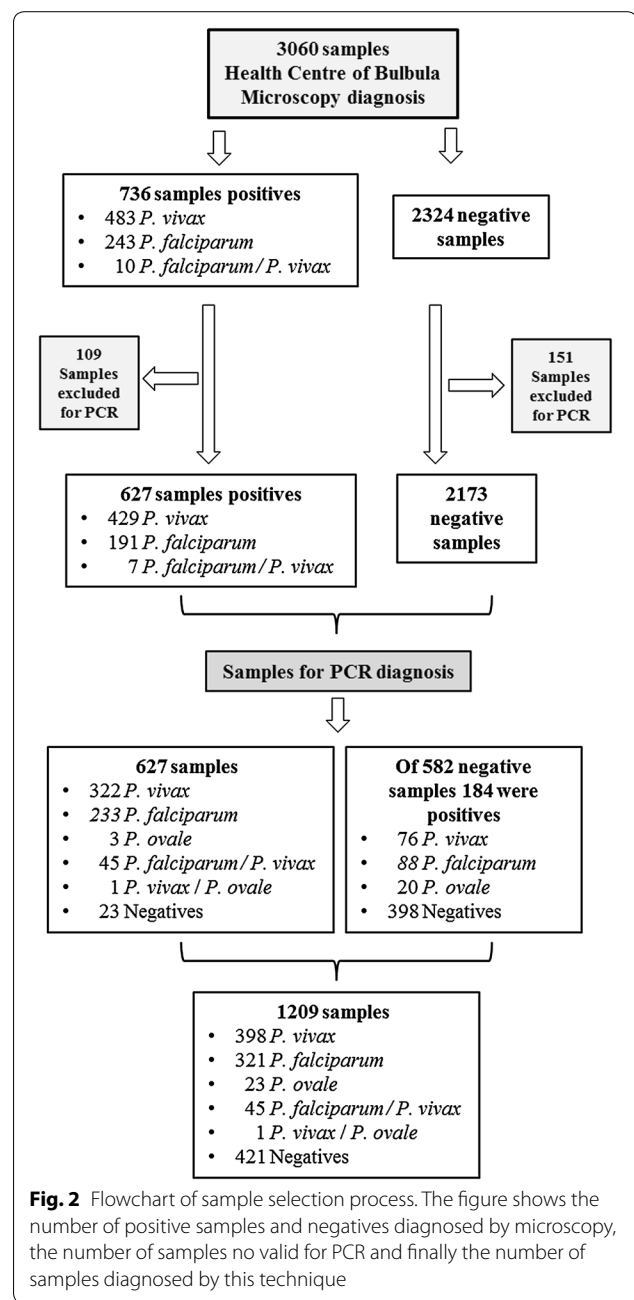 3060 samples
Health Centre of Bulbula
Microscopy diagnosis
736 samples positives
• 483 P. vivax
• 243 P. falciparum
• 10 P. falciparum / P. vivax
2324 negative
samples
109
Samples
excluded
for PCR
151
Samples
excluded
for PCR
627 samples positives
• 429 P. vivax
• 191 P. falciparum
• 7 P. falciparum / P. vivax
2173
negative
samples
Samples for PCR diagnosis
627 samples
• 322 P. vivax
• 233 P. falciparum
• 3 P. ovale
• 45 P. falciparum / P. vivax
• 1 P. vivax / P. ovale
• 23 Negatives
Of 582 negative
samples 184 were
positives
• 76 P. vivax
• 88 P. falciparum
• 20 P. ovale
• 398 Negatives
1209 samples
• 398 P. vivax
• 321 P. falciparum
• 23 P. ovale
• 45 P. falciparum / P. vivax
• 1 P. vivax / P. ovale
• 421 Negatives
Fig. 2 Flowchart of sample selection process. The figure shows the
number of positive samples and negatives diagnosed by microscopy,
the number of samples no valid for PCR and finally the number of
samples diagnosed by this technique